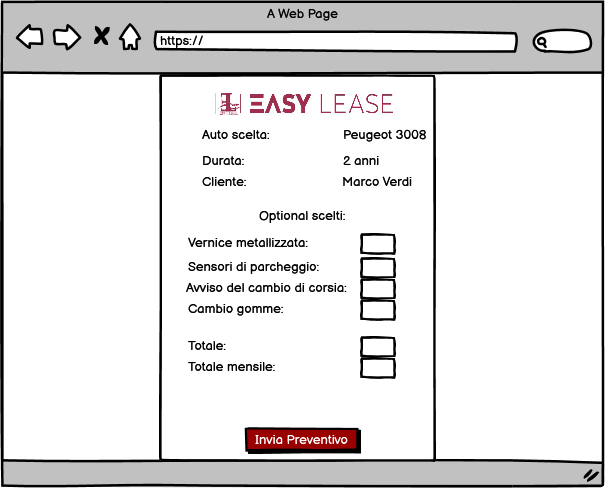 A Web Page
https://
EASY LEASE
Auto scelta: Peugeot 3008
Durata: 2 anni
Cliente: Marco Verdi
Optional scelti:
Vernice metallizzata:
Sensori di parcheggio:
Avviso del cambio di corsia:
Cambio gomme:
Totale:
Totale mensile:
Invia Preventivo